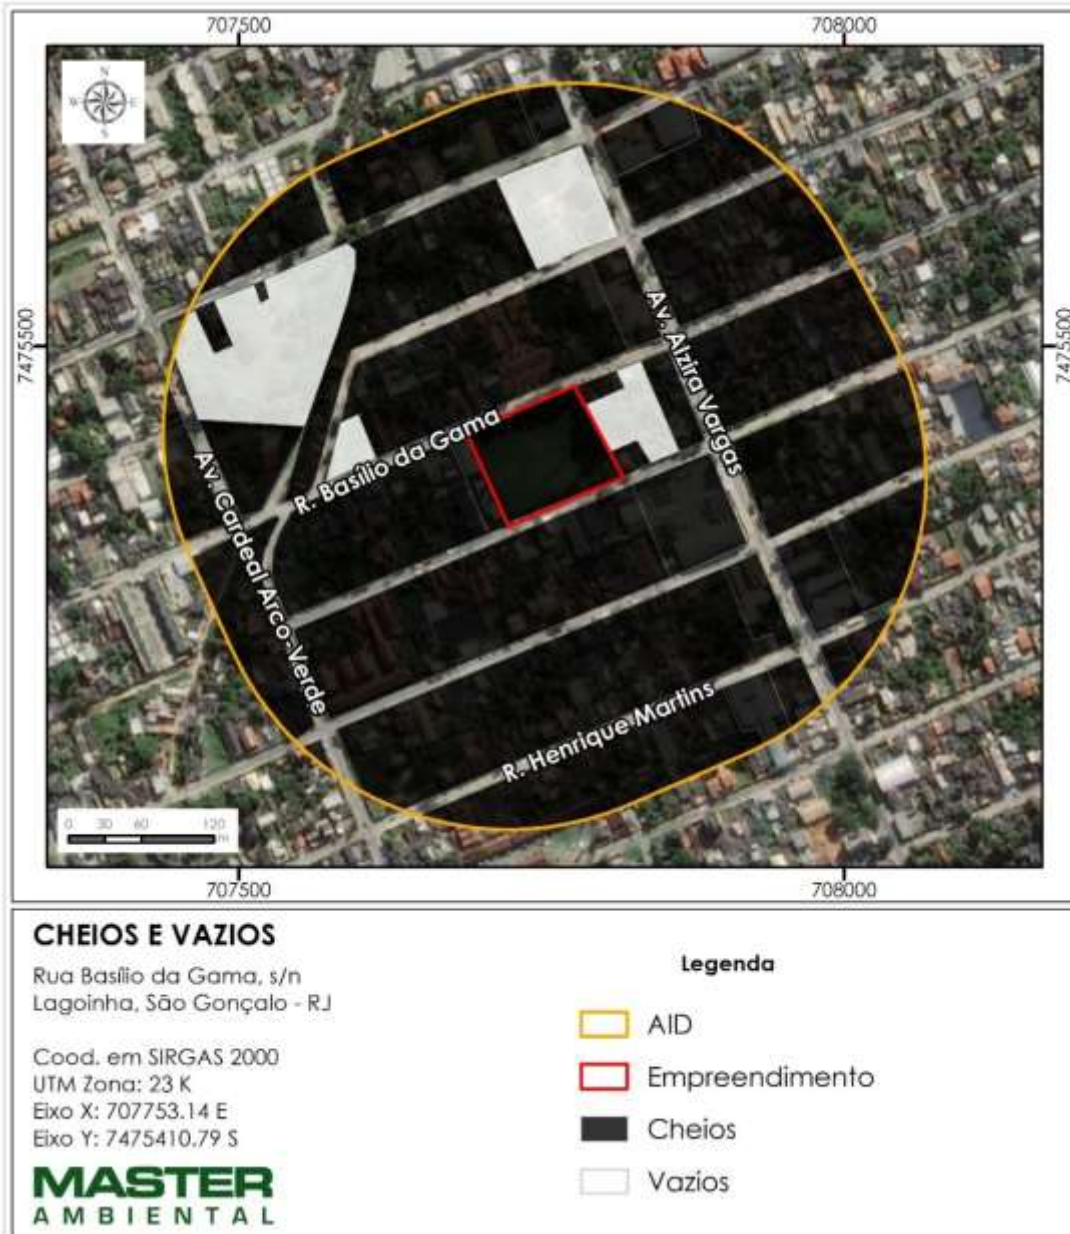 707500 708000
N
W E
S
7475500 7475500
Av. Alzira Vargas
R. Basílio da Gama
Av. Cardeal Arco-Verde
R. Henrique Martins
0 30 60 120
m
707500 708000
CHEIOS E VAZIOS
Rua Basílio da Gama, s/n
Lagoinha, São Gonçalo - RJ
Cood. em SIRGAS 2000
UTM Zona: 23 K
Eixo X: 707753.14 E
Eixo Y: 7475410.79 S
MASTER
AMBIENTAL
Legenda
AID
Empreendimento
Cheios
Vazios